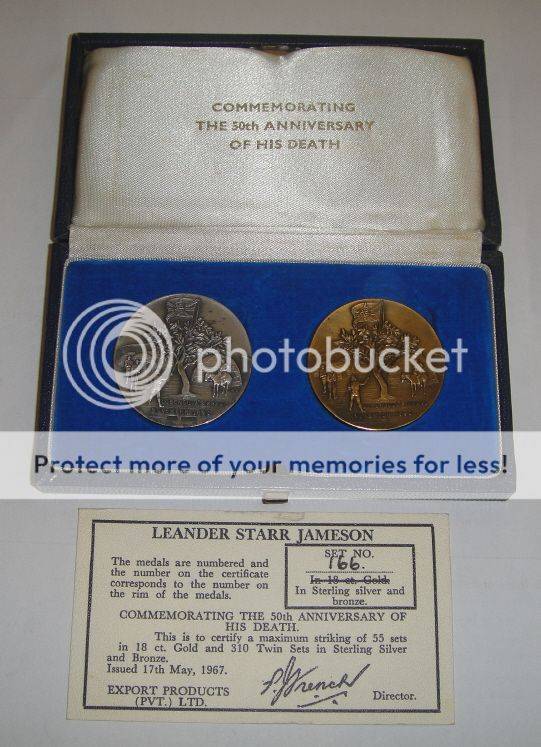 COMMEMORATING
THE 50th ANNIVERSARY
OF HIS DEATH
photobucket
Protect more of your memories for less!
LEANDER STARR JAMESON
The medals are numbered and
the number on the certificate
corresponds to the number on
the rim of the medals.
SET NO.
166.
In 18 ct. Gold.
In Sterling silver and
bronze.
COMMEMORATING THE 50th ANNIVERSARY OF
HIS DEATH.
This is to certify a maximum striking of 55 sets
in 18 ct. Gold and 310 Twin Sets in Sterling Silver
and Bronze.
Issued 17th May, 1967.
EXPORT PRODUCTS
(PVT.) LTD.
Director.